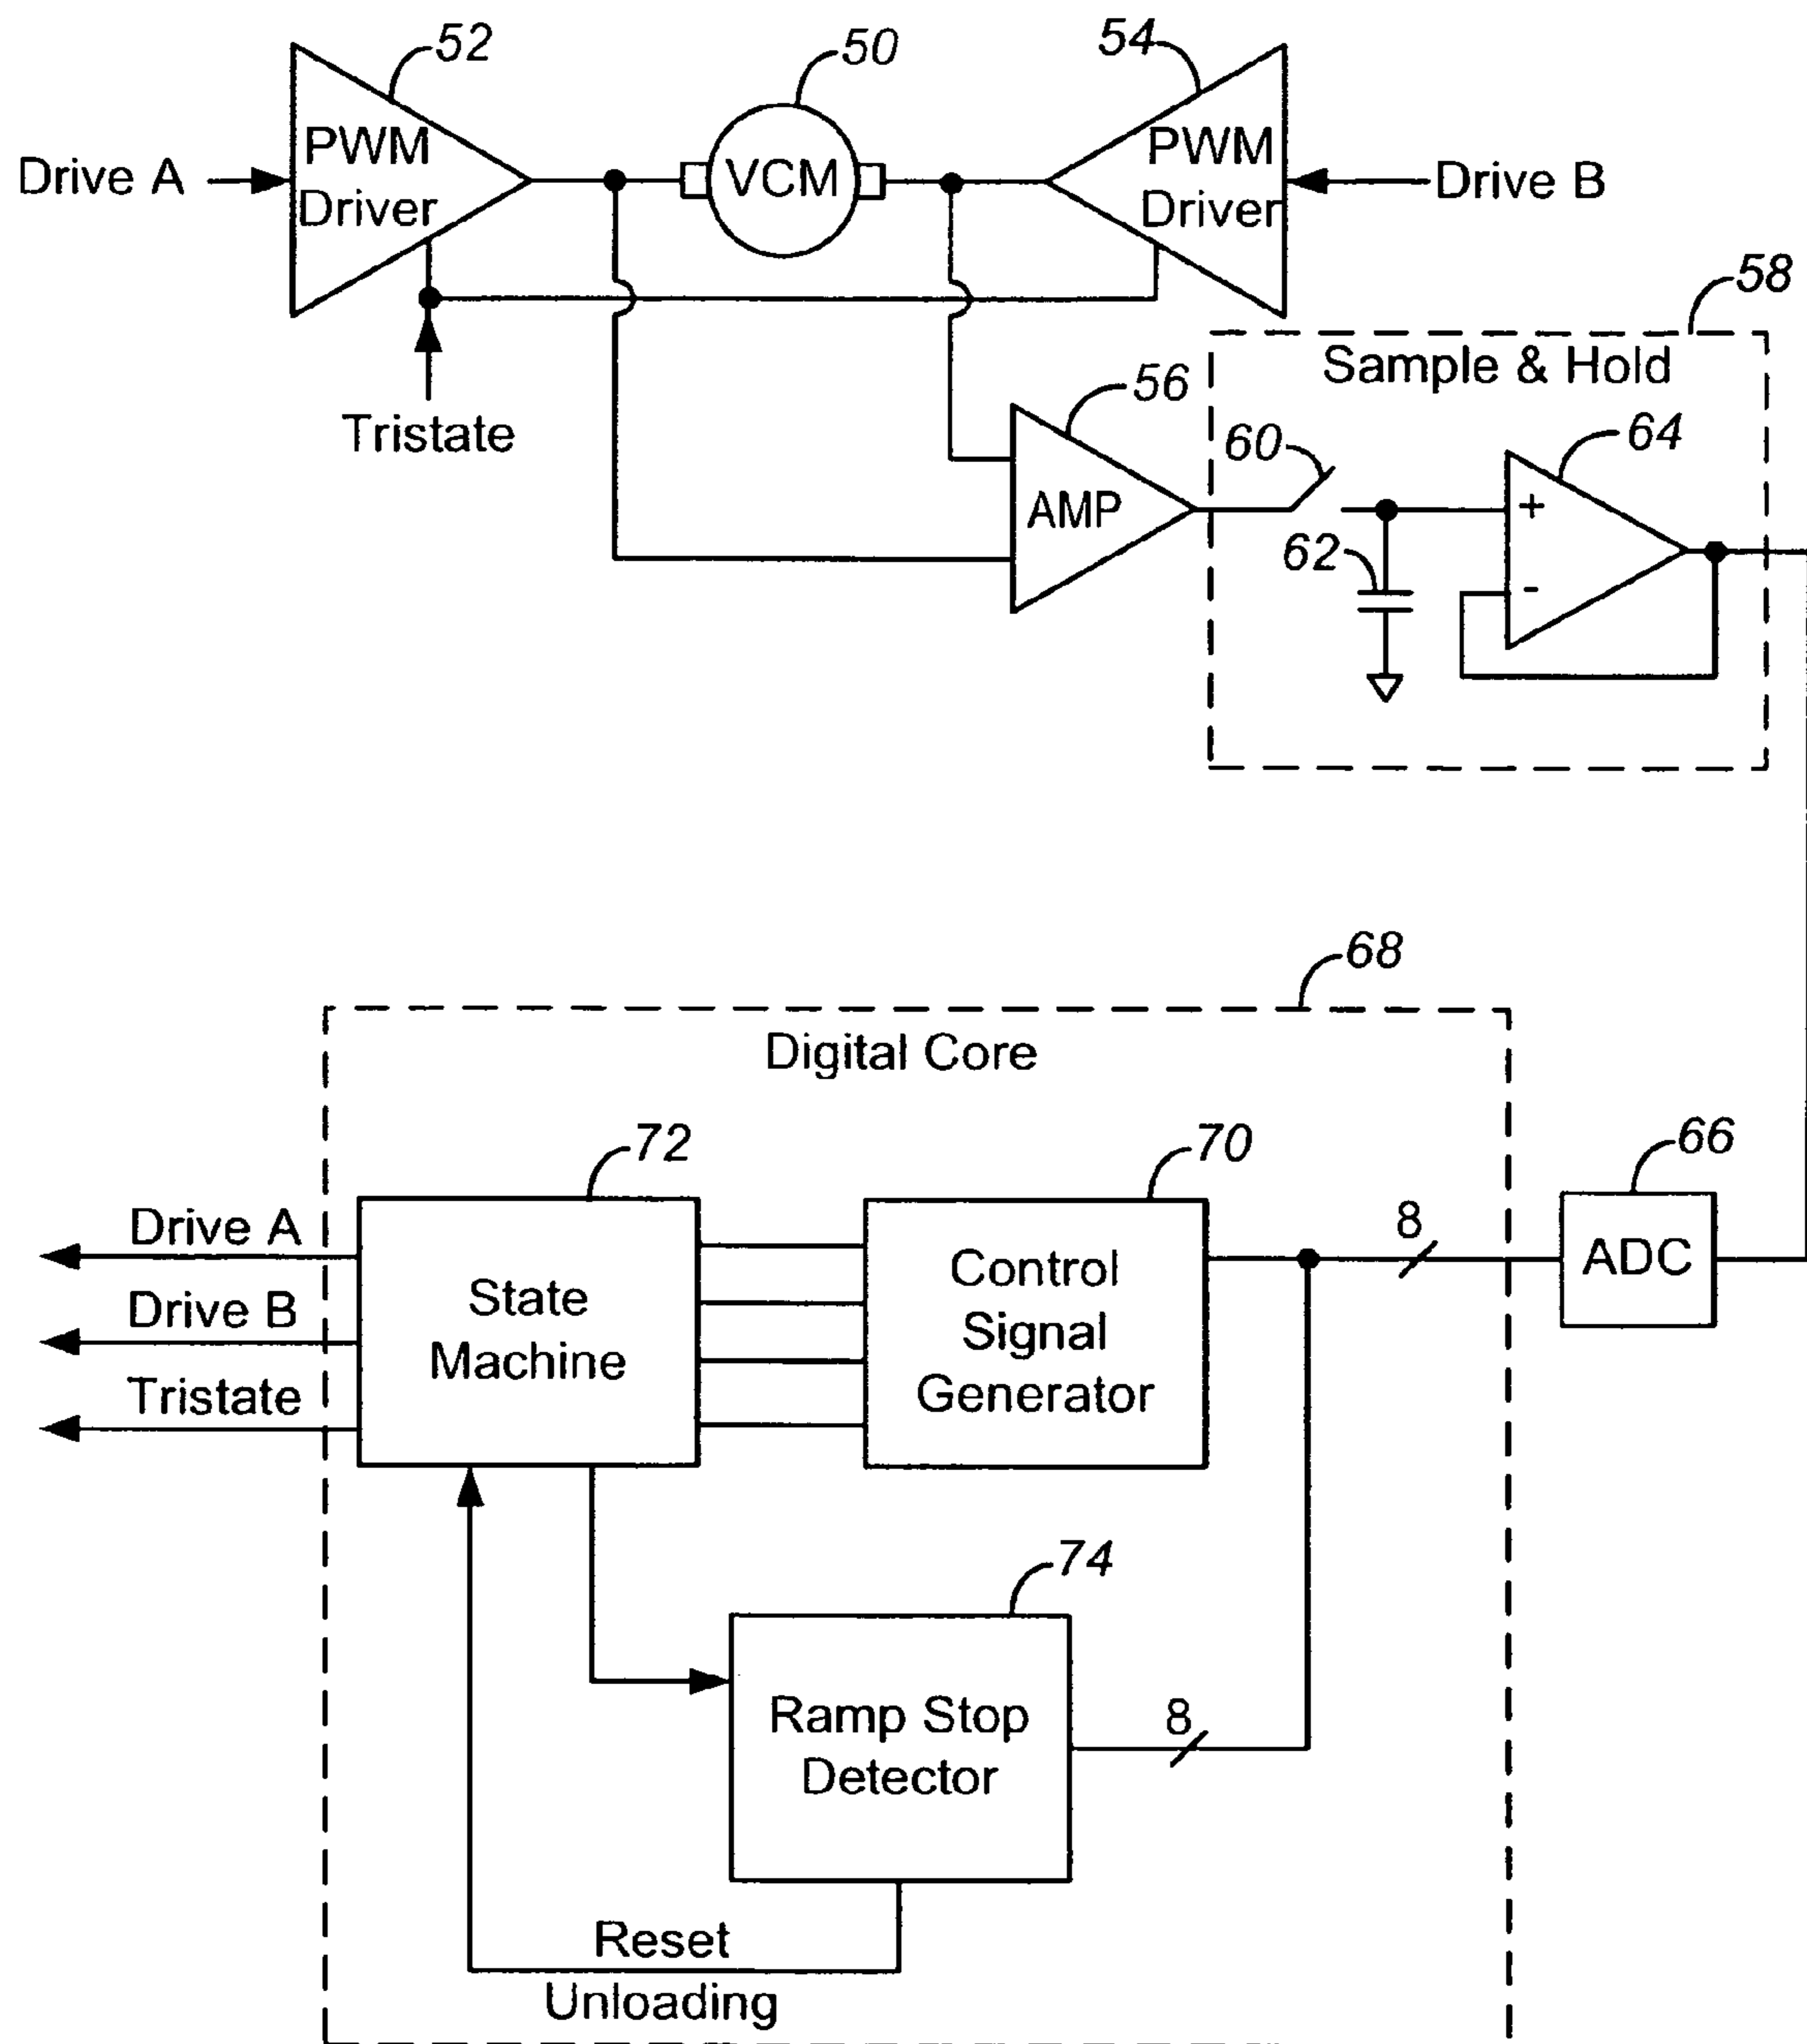 52
50
54
PWM
Driver
VCM
PWM
Driver
Drive A
Drive B
58
Sample & Hold
Tristate
56
60
64
AMP
+
62
-
68
Digital Core
72
70
66
8
Drive A
State
Machine
Control
Signal
Generator
ADC
Drive B
Tristate
74
Ramp Stop
Detector
8
Reset
Unloading